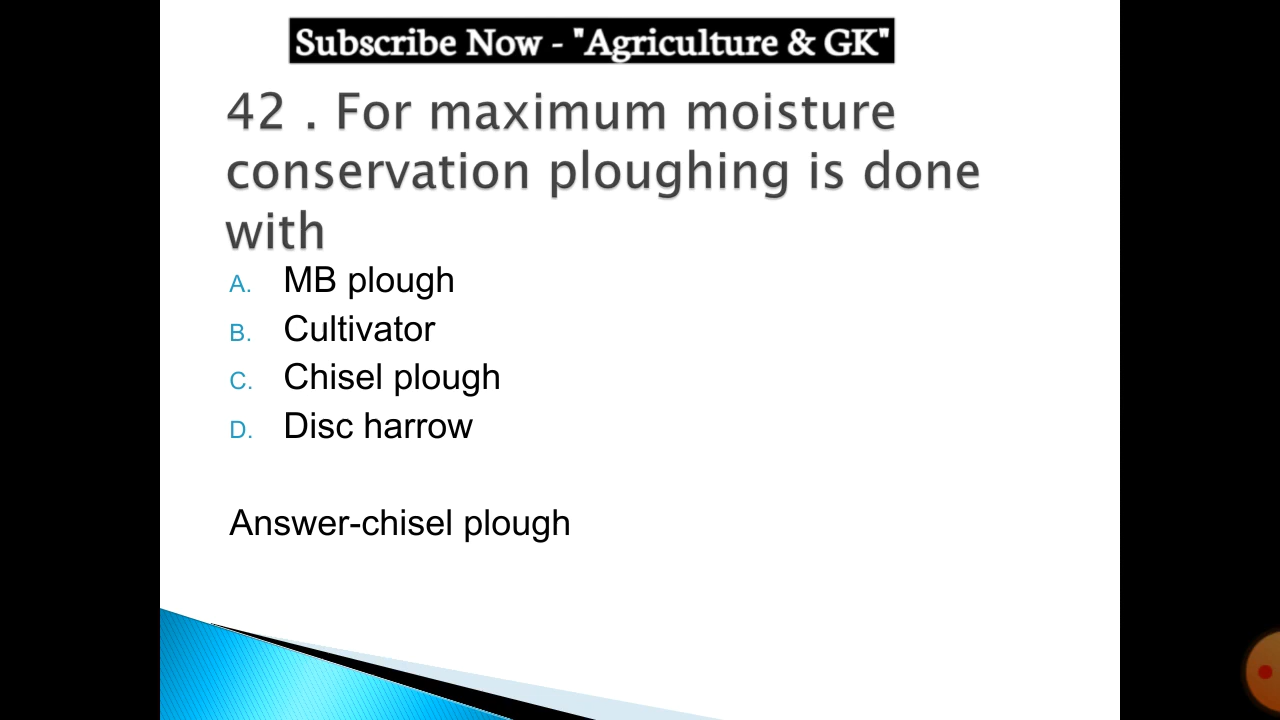 Subscribe Now - "Agriculture & GK"
42 . For maximum moisture
conservation ploughing is done
with
A. MB plough
B. Cultivator
C. Chisel plough
D. Disc harrow
Answer-chisel plough